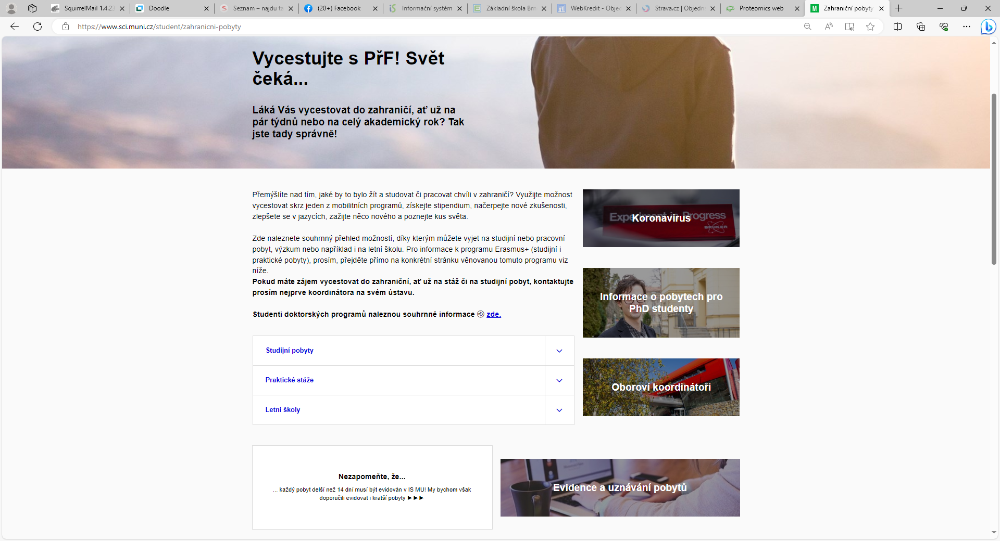 SquirrelMail 1.4.23
Doodle
Seznam – najdu
(20+) Facebook
Informační systém
Základní škola Brn
WebKredit - Objec
Strava.cz | Objedn
Proteomics web
Zahraniční pobyty
https://www.sci.muni.cz/student/zahranicni-pobyty
Vycestujte s PřF! Svět
čeká...
Láká Vás vycestovat do zahraničí, ať už na
pár týdnů nebo na celý akademický rok? Tak
jste tady správně!
Přemýšlíte nad tím, jaké by to bylo žít a studovat či pracovat chvíli v zahraničí? Využijte možnost
vycestovat skrz jeden z mobilitních programů, získejte stipendium, načerpejte nové zkušenosti,
zlepšete se v jazycích, zažijte něco nového a poznejte kus světa.
Zde naleznete souhrnný přehled možností, díky kterým můžete vyjet na studijní nebo pracovní
pobyt, výzkum nebo například i na letní školu. Pro informace k programu Erasmus+ (studijní i
praktické pobyty), prosím, přejděte přímo na konkrétní stránku věnovanou tomuto programu viz
níže.
Pokud máte zájem vycestovat do zahraniční, ať už na stáž či na studijní pobyt, kontaktujte
prosím nejprve koordinátora na svém ústavu.
Studenti doktorských programů naleznou souhrnné informace zde.
Studijní pobyty
Praktické stáže
Letní školy
Experiment in Progress
BRUKER
Koronavirus
Informace o pobytech pro
PhD studenty
Oboroví koordinátoři
Nezapomeňte, že...
... každý pobyt delší než 14 dní musí být evidován v IS MU! My bychom však
doporučili evidovat i kratší pobyty ►►►
Evidence a uznávání pobytů